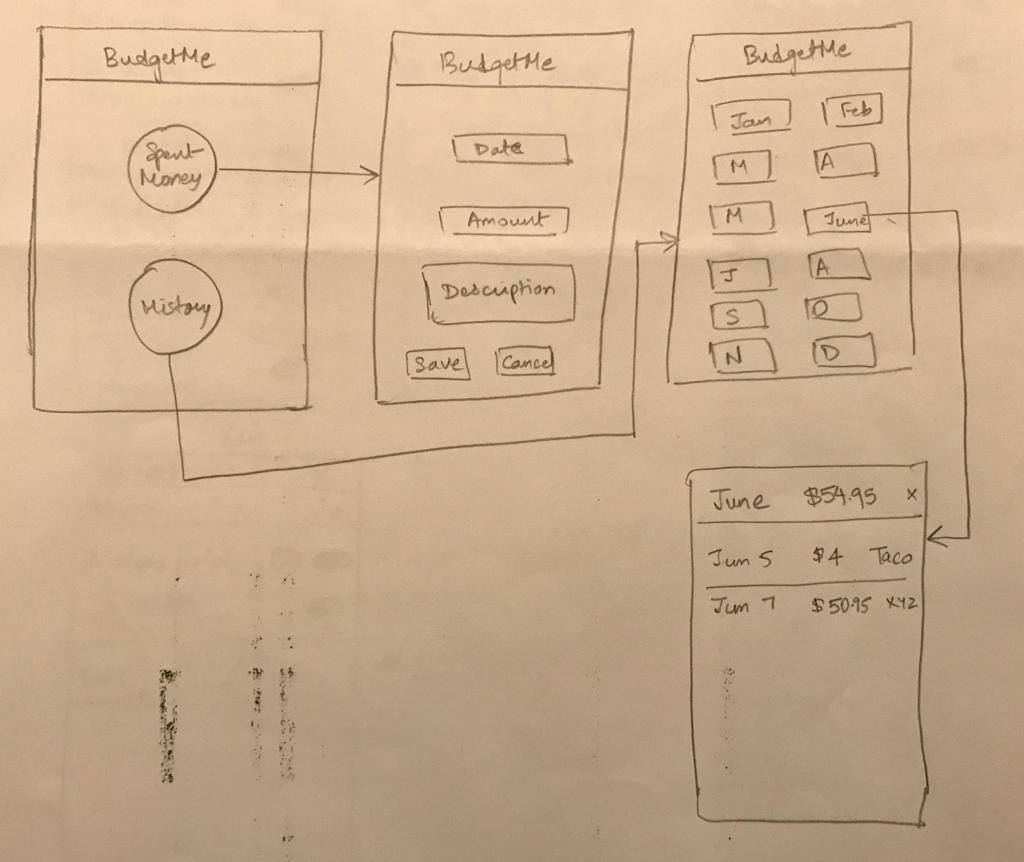 BudgetMe
Spent
Money
History
BudgetMe
Date
Amount
Description
Save Cancel
BudgetMe
Jan Feb
M A
M June
J A
S O
N D
June $54.95 x
Jun 5 $4 Taco
Jun 7 $50.95 XYZ